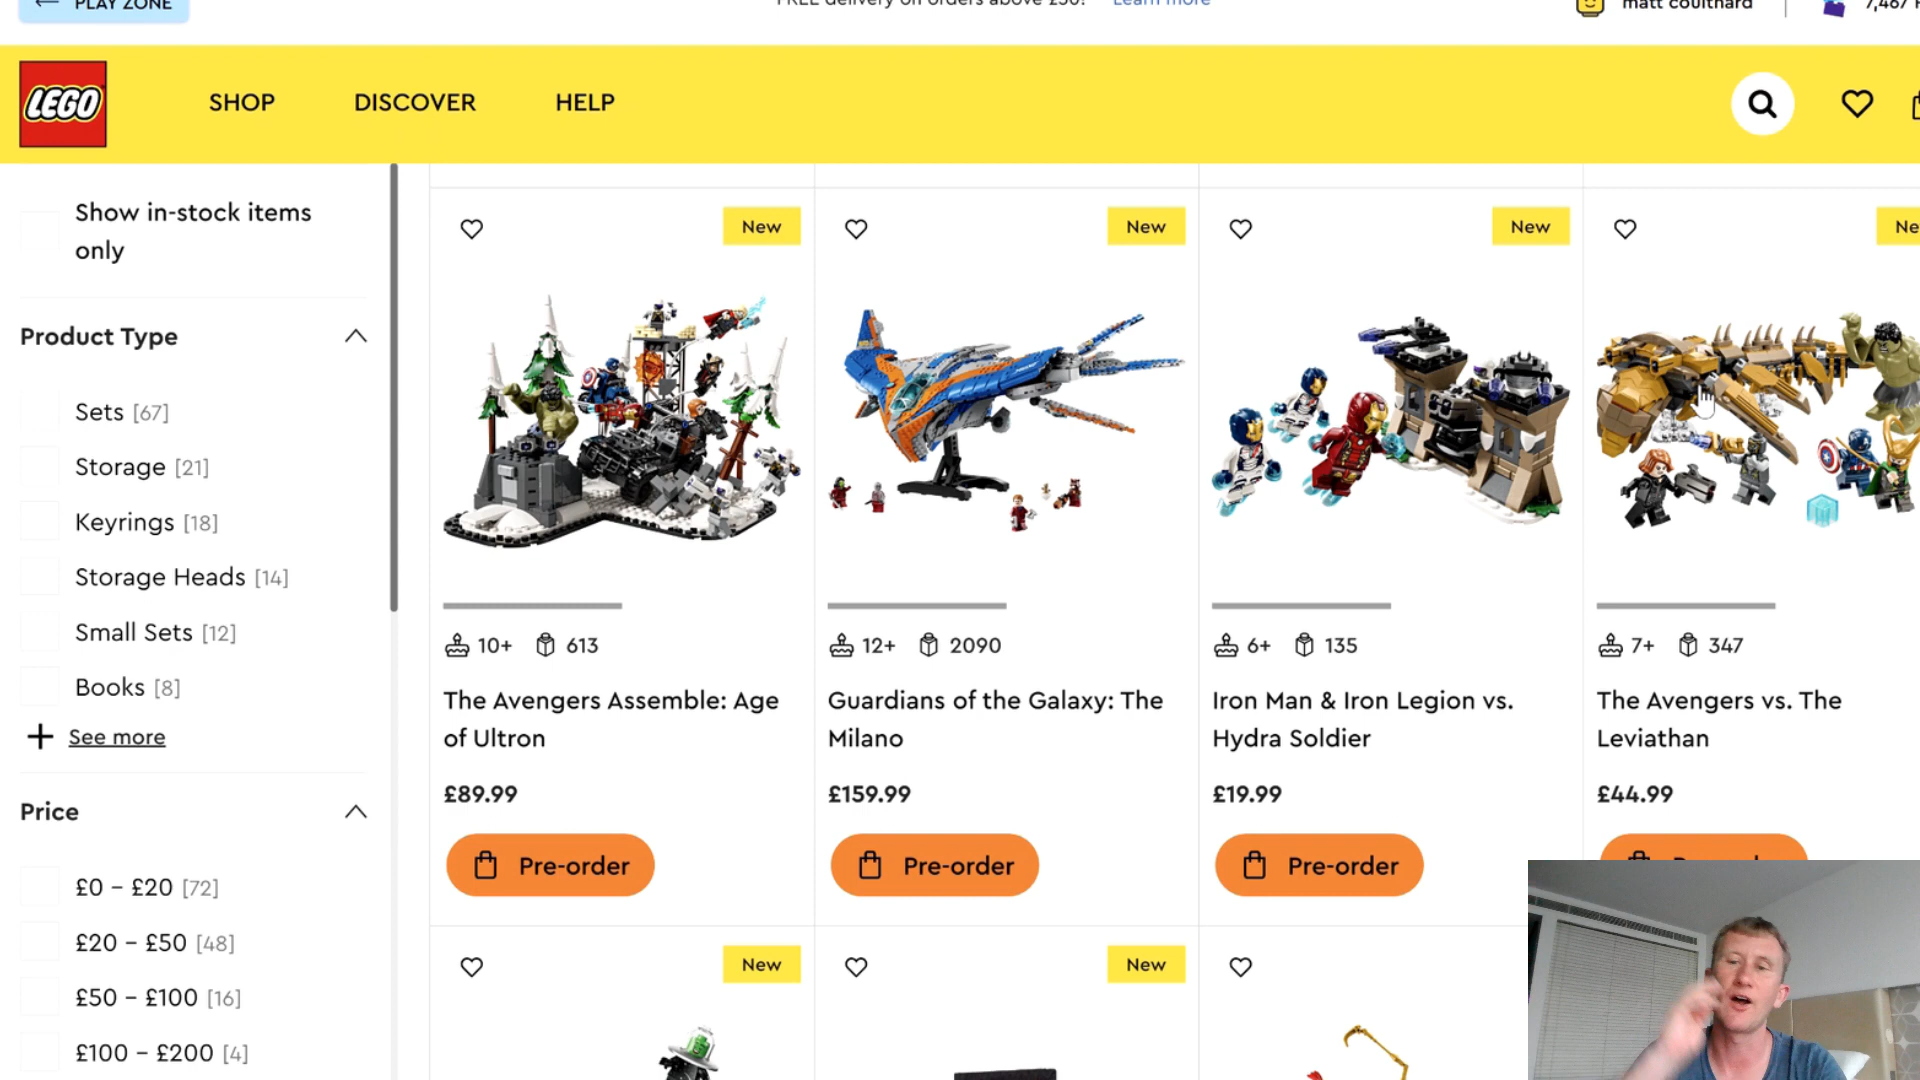 PLAY ZONE
FREE delivery on orders above £50!
Learn more
matt coulthard
LEGO
SHOP
DISCOVER
HELP
Show in-stock items
only
Product Type
Sets [67]
Storage [21]
Keyrings [18]
Storage Heads [14]
Small Sets [12]
Books [8]
See more
Price
£0 – £20 [72]
£20 – £50 [48]
£50 – £100 [16]
£100 – £200 [4]
New
10+ 613
The Avengers Assemble: Age
of Ultron
£89.99
Pre-order
New
12+ 2090
Guardians of the Galaxy: The
Milano
£159.99
Pre-order
New
6+ 135
Iron Man & Iron Legion vs.
Hydra Soldier
£19.99
Pre-order
7+ 347
The Avengers vs. The
Leviathan
£44.99
New
New